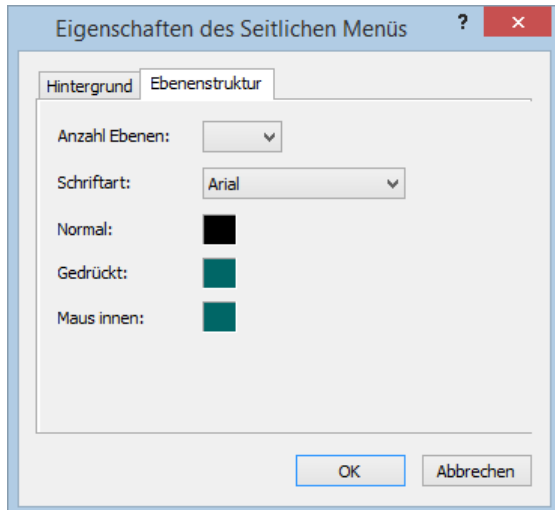 Eigenschaften des Seitlichen Menüs ? ×
Hintergrund Ebenenstruktur
Anzahl Ebenen:
Schriftart: Arial
Normal:
Gedrückt:
Maus innen:
OK Abbrechen